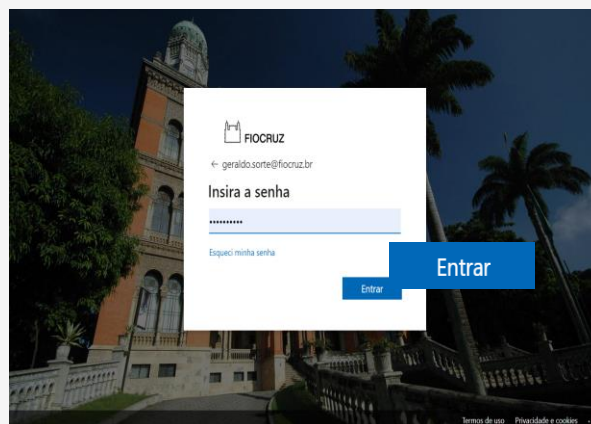 FIOCRUZ
← geraldo.sorte@fiocruz.br
Insira a senha
••••••••••
Esqueci minha senha
Entrar
Entrar
Termos de uso Privacidade e cookies